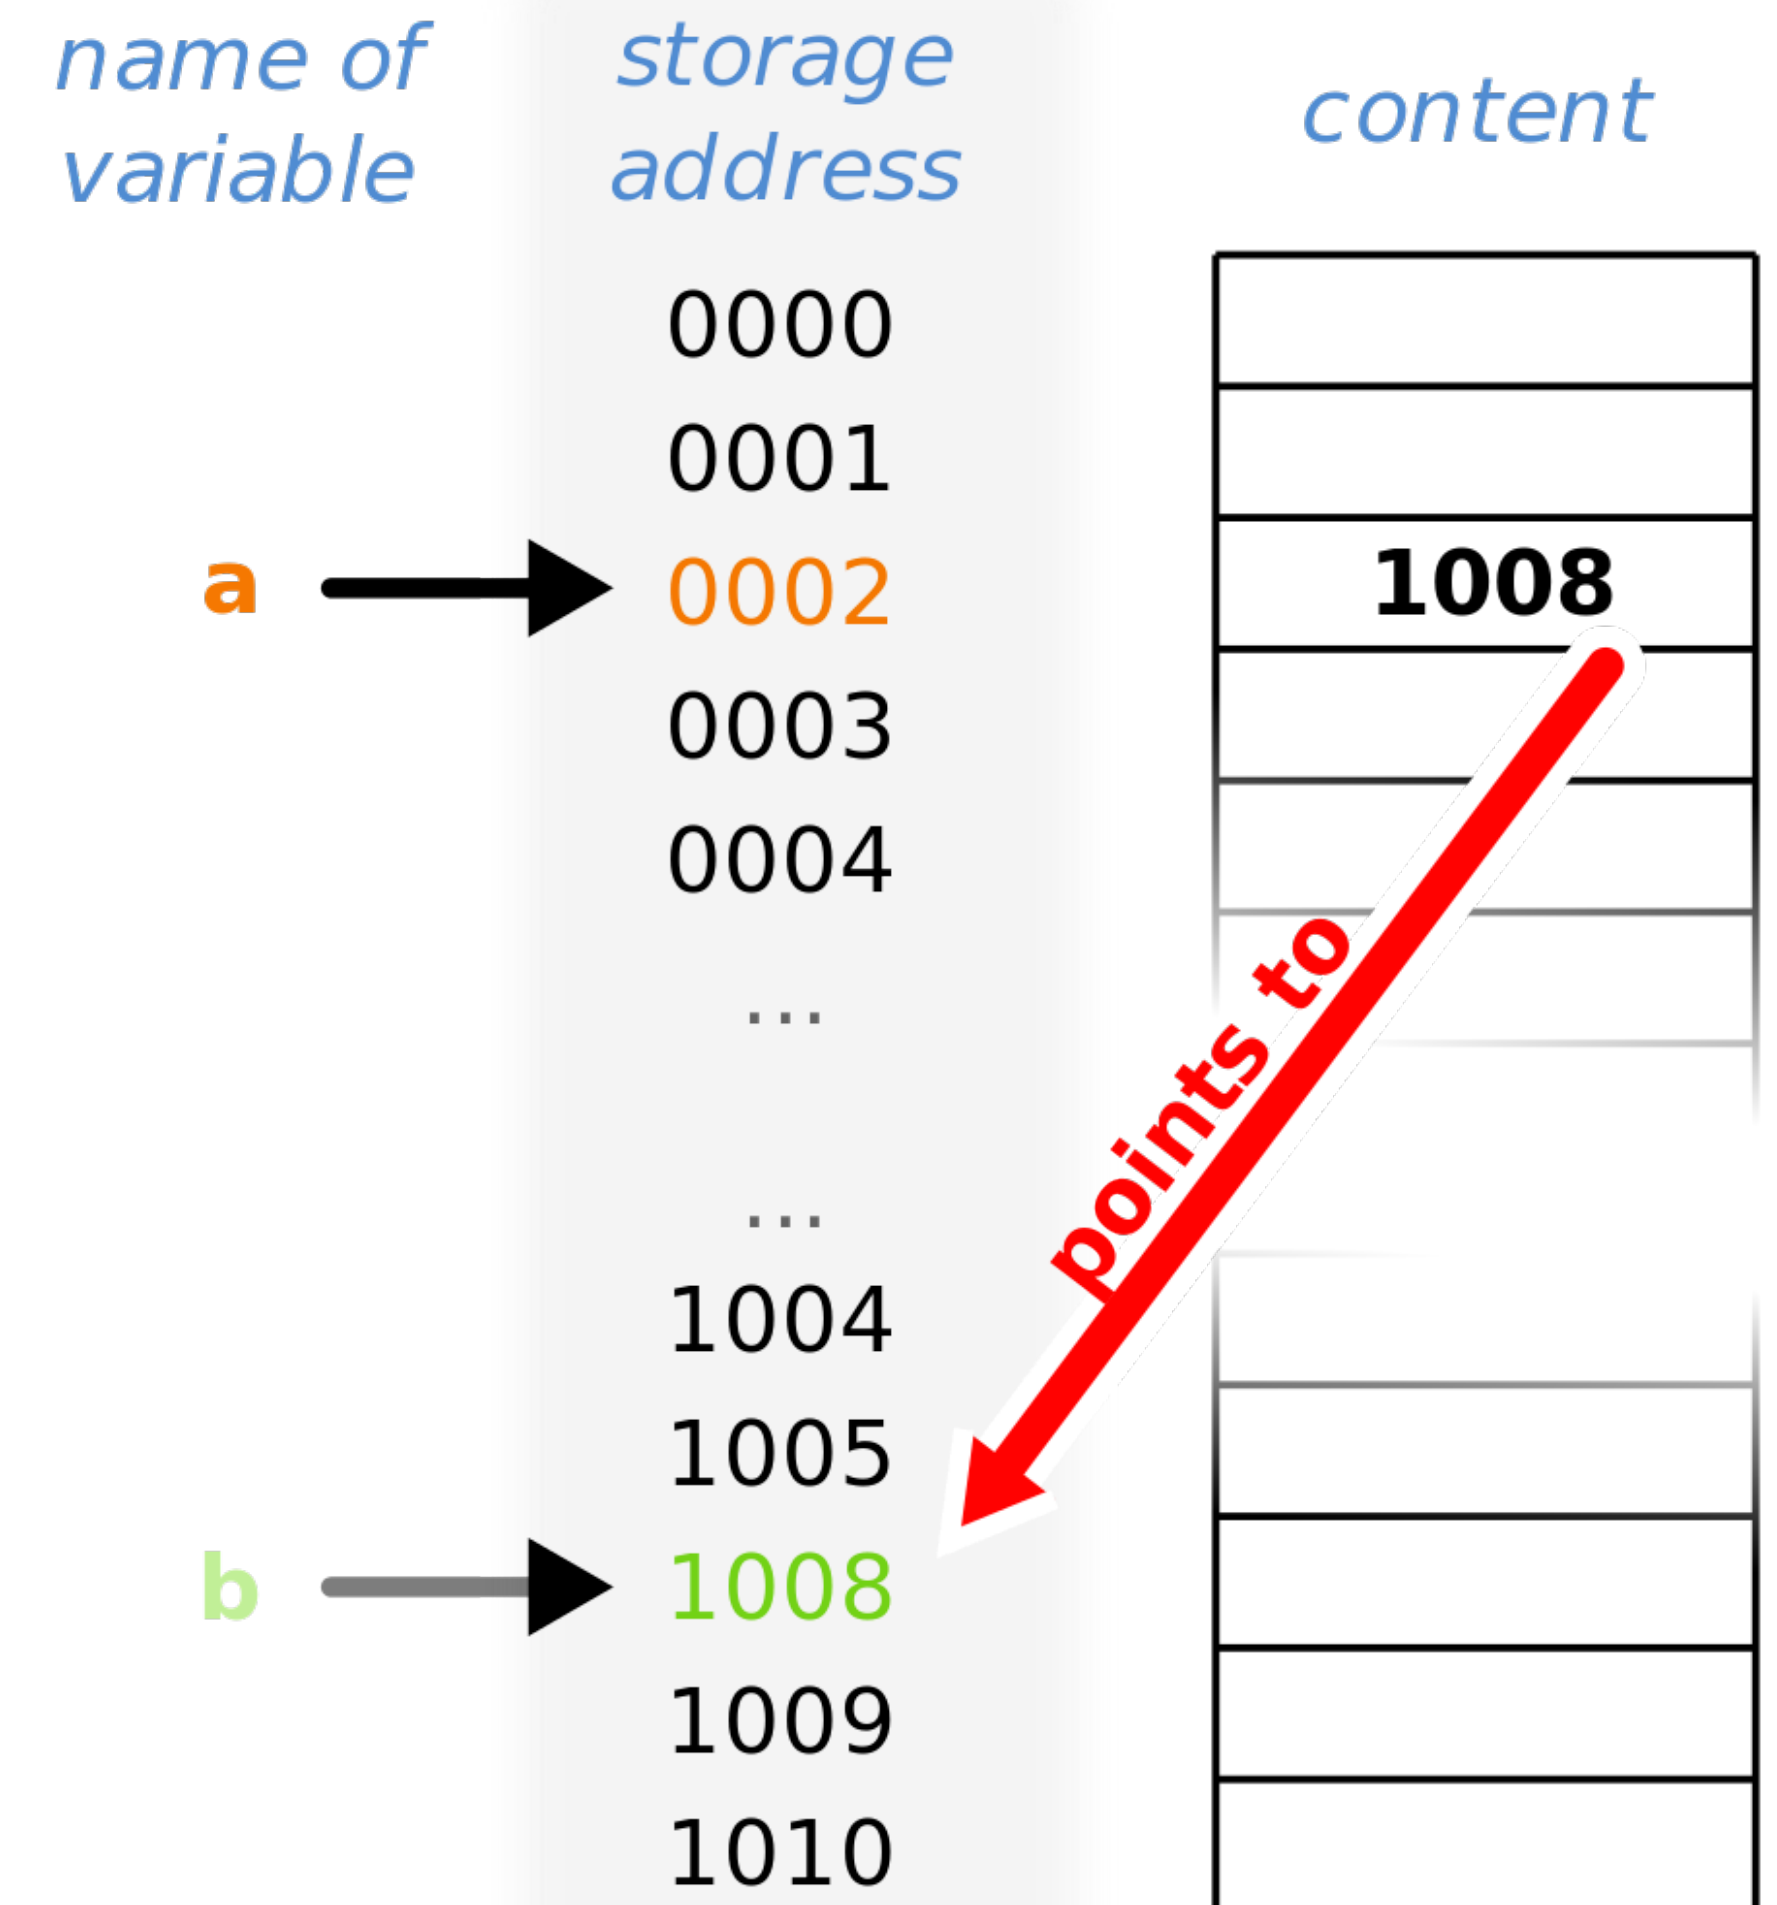 name of
variable
storage
address
content
0000
0001
a
0002
1008
0003
0004
...
points to
...
1004
1005
b
1008
1009
1010